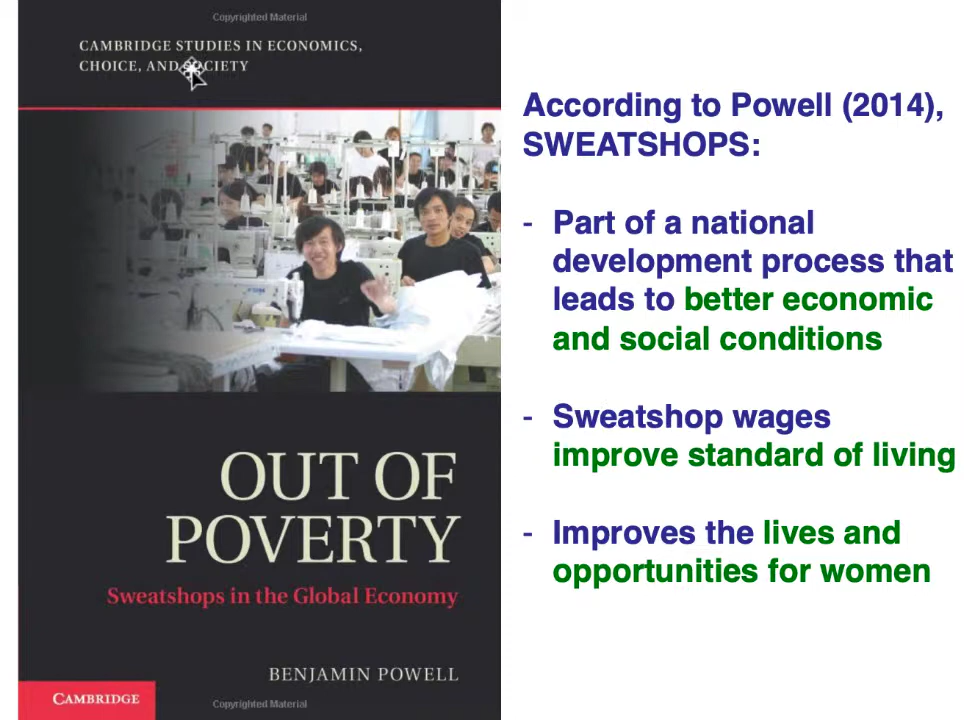 Copyrighted Material
CAMBRIDGE STUDIES IN ECONOMICS,
CHOICE, AND SOCIETY
OUT OF
POVERTY
Sweatshops in the Global Economy
BENJAMIN POWELL
CAMBRIDGE
Copyrighted Material
According to Powell (2014),
SWEATSHOPS:
- Part of a national
development process that
leads to better economic
and social conditions
- Sweatshop wages
improve standard of living
- Improves the lives and
opportunities for women